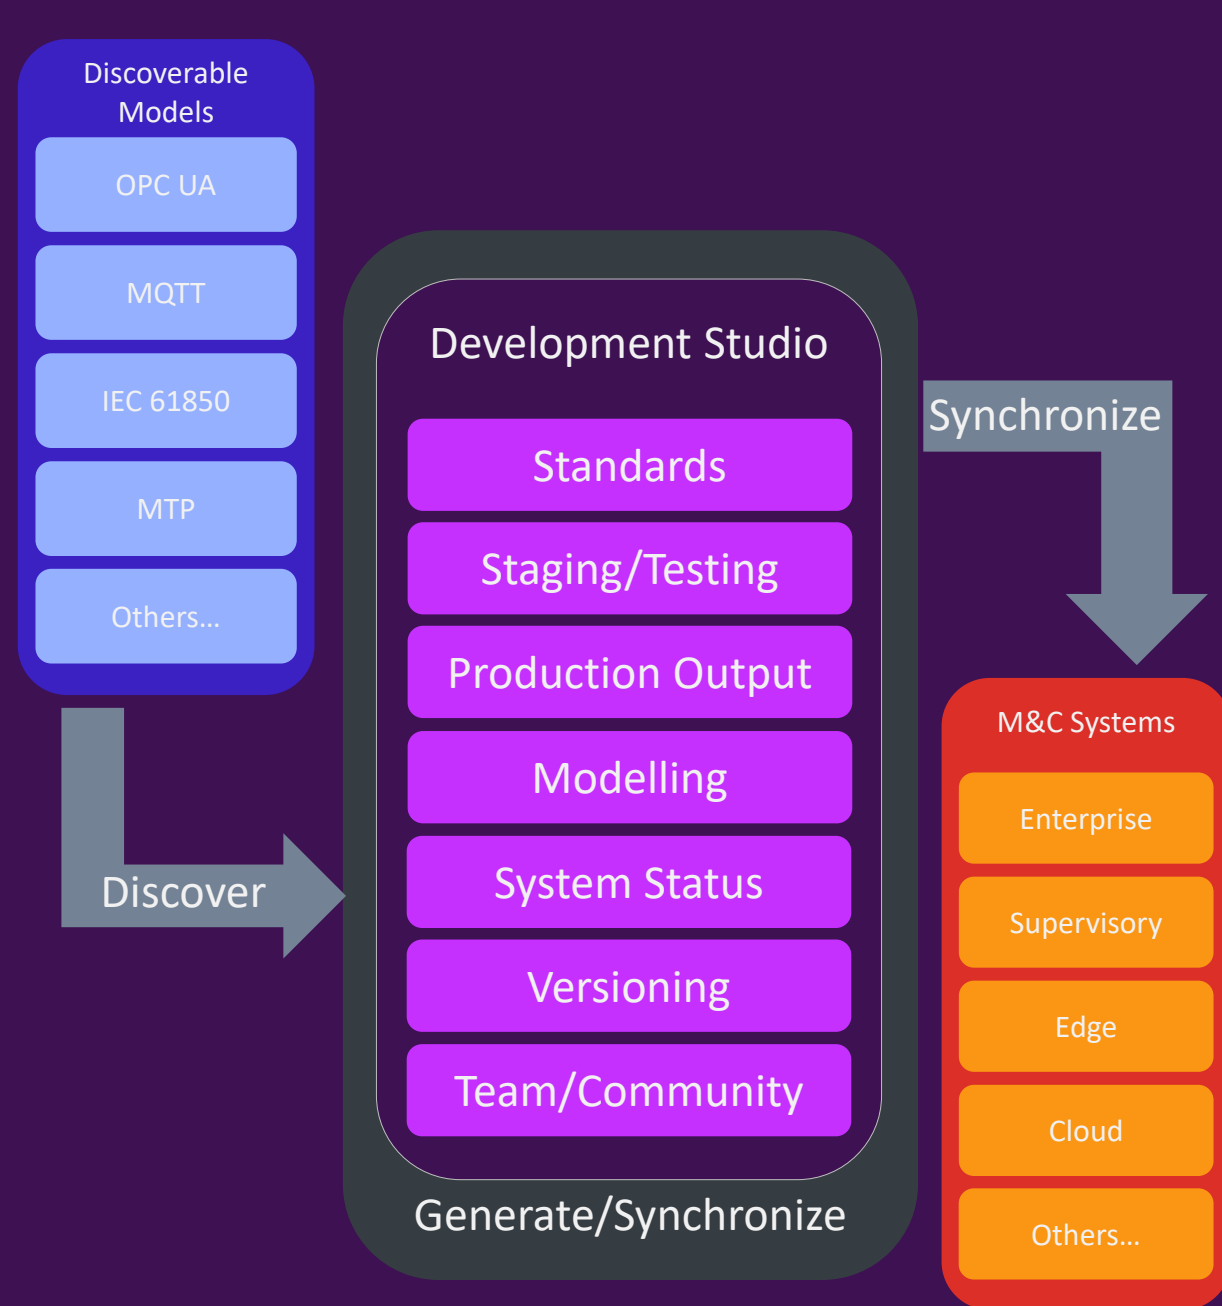 Discoverable
Models
OPC UA
MQTT
IEC 61850
MTP
Others...
Discover
Development Studio
Standards
Staging/Testing
Production Output
Modelling
System Status
Versioning
Team/Community
Generate/Synchronize
Synchronize
M&C Systems
Enterprise
Supervisory
Edge
Cloud
Others...